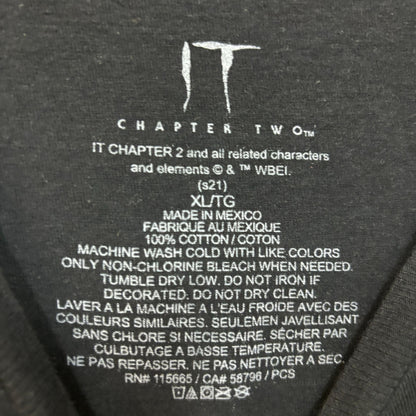 IT
CHAPTER TWO™
IT CHAPTER 2 and all related characters
and elements © & ™ WBEI.
(s21)
XL/TG
MADE IN MEXICO
FABRIQUE AU MEXIQUE
100% COTTON / COTON
MACHINE WASH COLD WITH LIKE COLORS
ONLY NON-CHLORINE BLEACH WHEN NEEDED.
TUMBLE DRY LOW. DO NOT IRON IF
DECORATED. DO NOT DRY CLEAN.
LAVER A LA MACHINE A L'EAU FROIDE AVEC DES
COULEURS SIMILAIRES. SEULEMEN JAVELLISANT
SANS CHLORE SI NECESSAIRE. SÉCHER PAR
CULBUTAGE A BASSE TEMPERATURE.
NE PAS REPASSER. NE PAS NETTOYER A SEC.
RN# 115665 / CA# 58796 / PCS